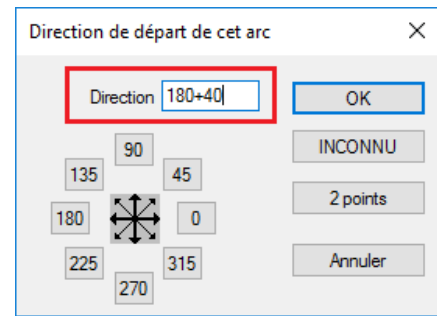 Direction de départ de cet arc
Direction 180+40
OK
90
INCONNU
135 45
2 points
180 0
225 315
Annuler
270